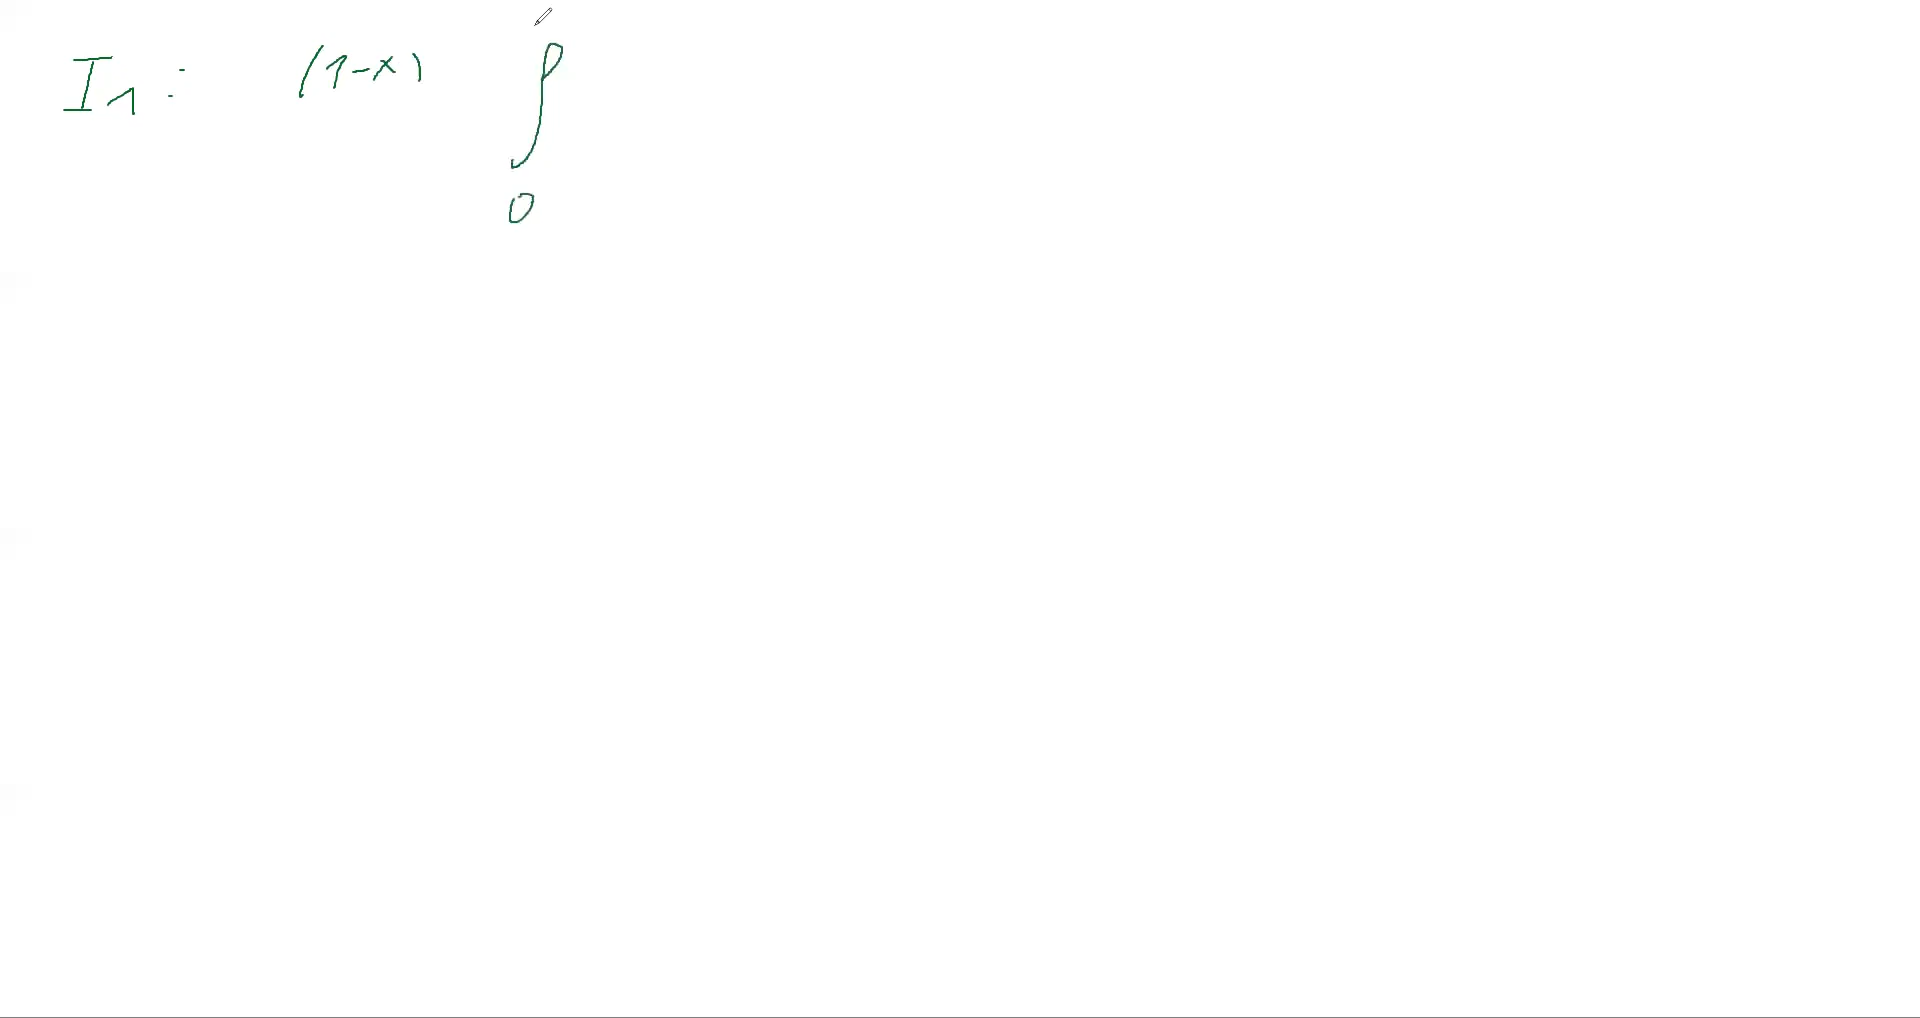 I₁ : (1-x) ∫₀